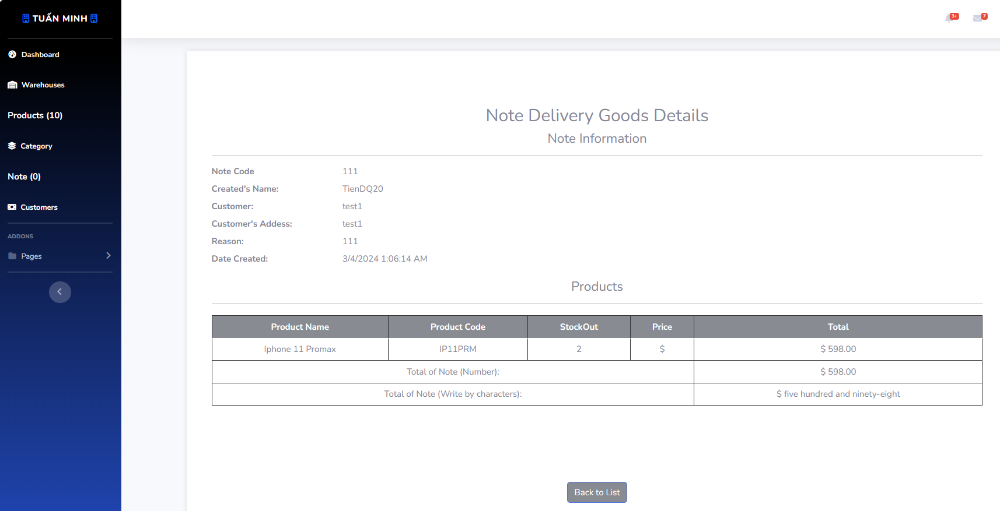 TUẤN MINH
3+
7
Dashboard
Warehouses
Products (10)
Category
Note (0)
Customers
ADDONS
Pages
Note Delivery Goods Details
Note Information
Note Code 111
Created's Name: TienDQ20
Customer: test1
Customer's Addess: test1
Reason: 111
Date Created: 3/4/2024 1:06:14 AM
Products
Product Name Product Code StockOut Price Total
Iphone 11 Promax IP11PRM 2 $ $ 598.00
Total of Note (Number): $ 598.00
Total of Note (Write by characters): $ five hundred and ninety-eight
Back to List